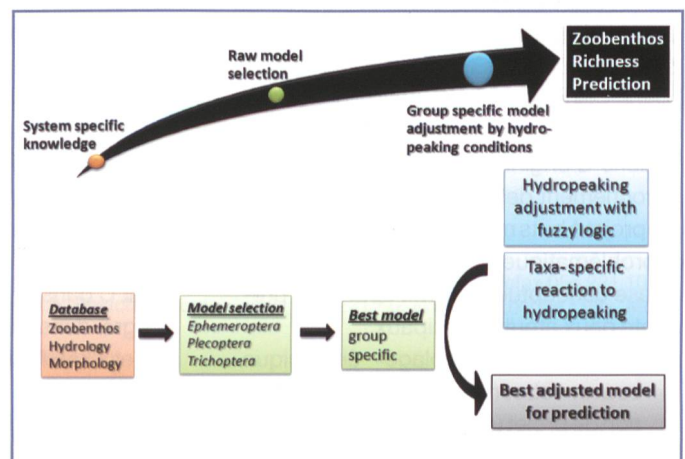 Zoobenthos
Richness
Prediction
Raw model
selection
Group specific model
adjustment by hydro-
peaking conditions
System specific
knowledge
Hydropeaking
adjustment with
fuzzy logic
Taxa- specific
reaction to
hydropeaking
Database
Zoobenthos
Hydrology
Morphology
Model selection
Ephemeroptera
Plecoptera
Trichoptera
Best model
group
specific
Best adjusted model
for prediction